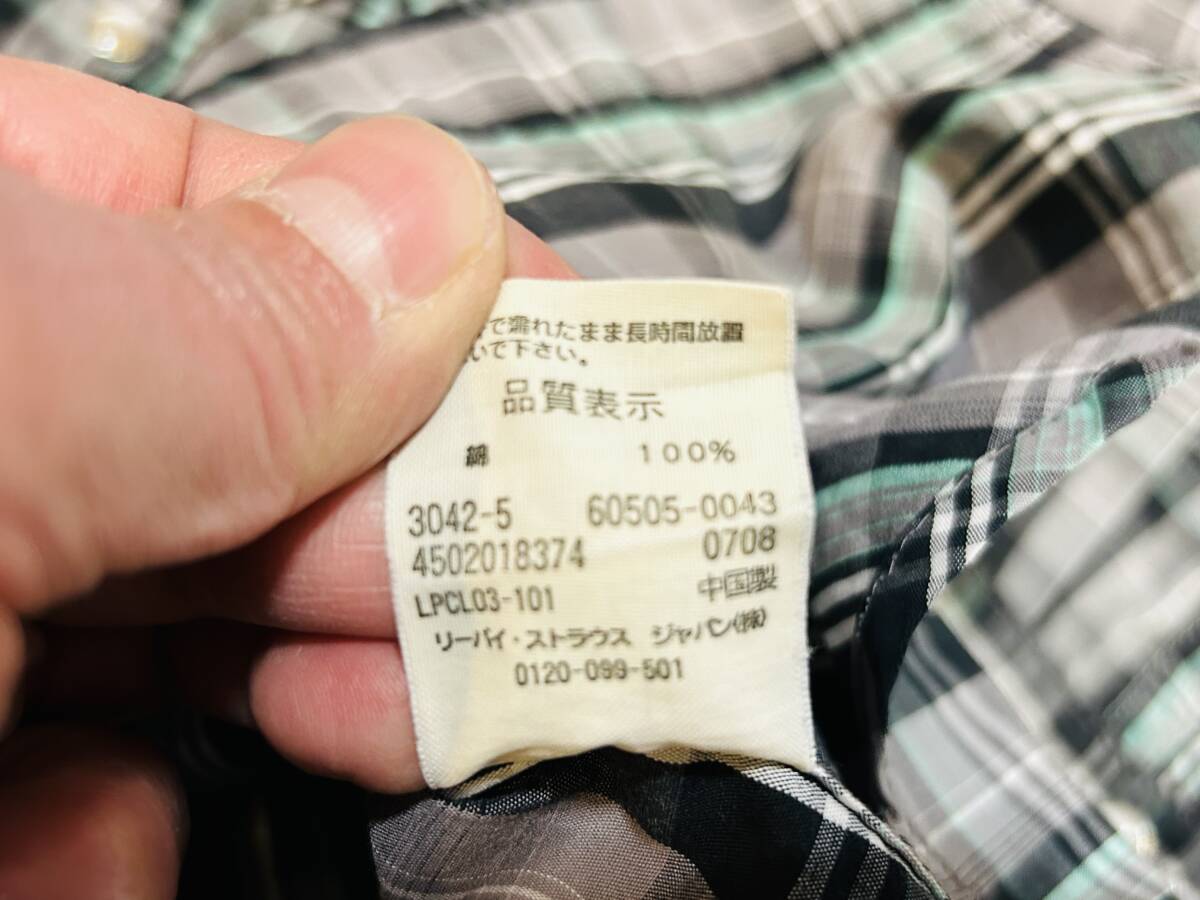 で濡れたまま長時間放置
いで下さい。
品質表示
綿 100%
3042-5 60505-0043
4502018374 0708
LPCL03-101 中国製
リーバイ・ストラウス ジャパン(株)
0120-099-501